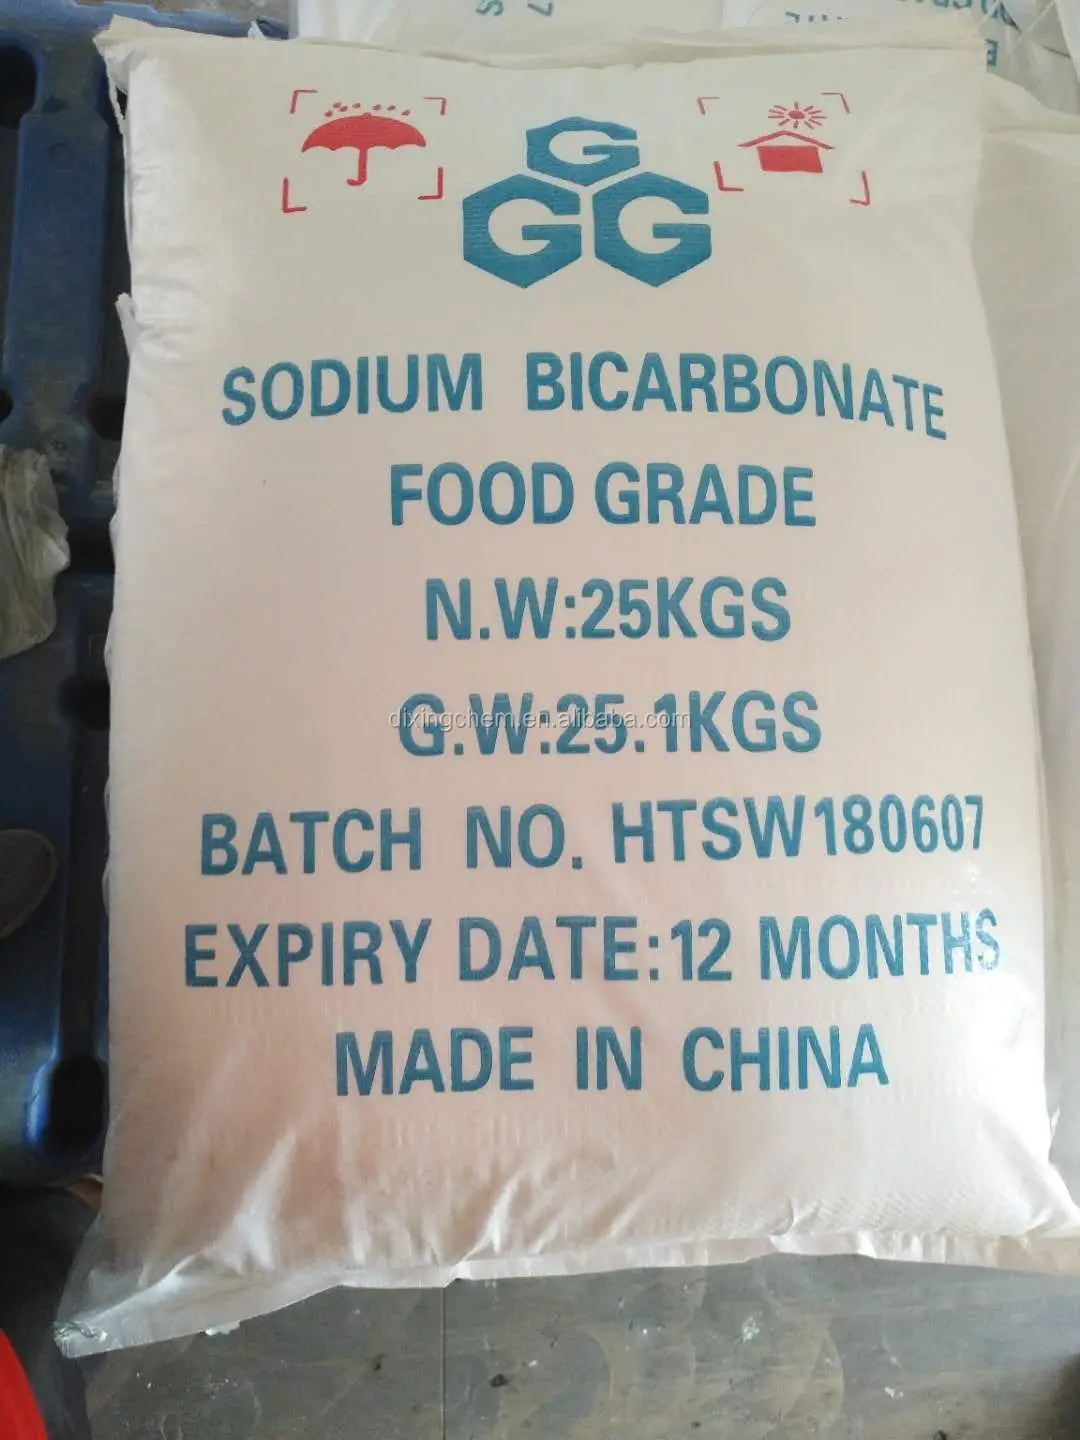 G
G G
SODIUM BICARBONATE
FOOD GRADE
N.W:25KGS
G.W:25.1KGS
dixingchem.en.alibaba.com
BATCH NO. HTSW180607
EXPIRY DATE:12 MONTHS
MADE IN CHINA